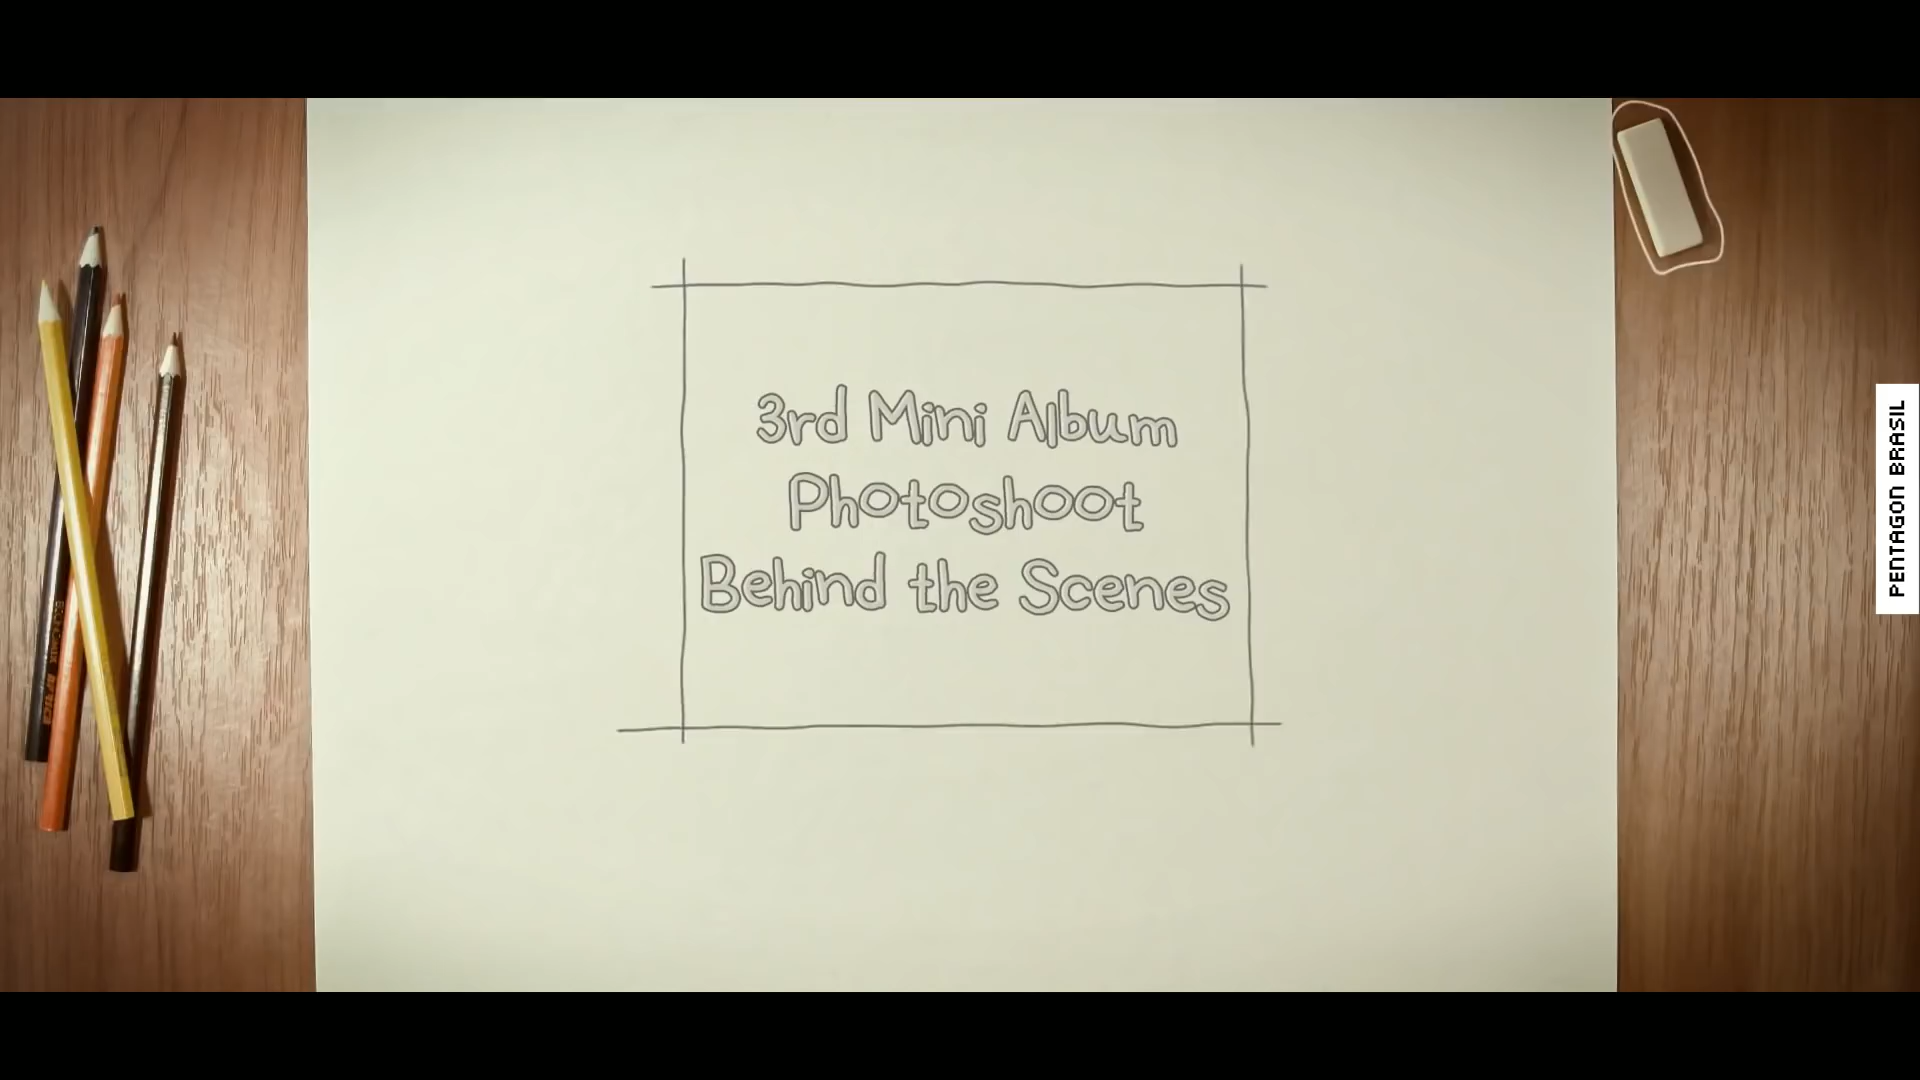 3rd Mini Album
Photoshoot
Behind the Scenes
PENTAGON BRASIL